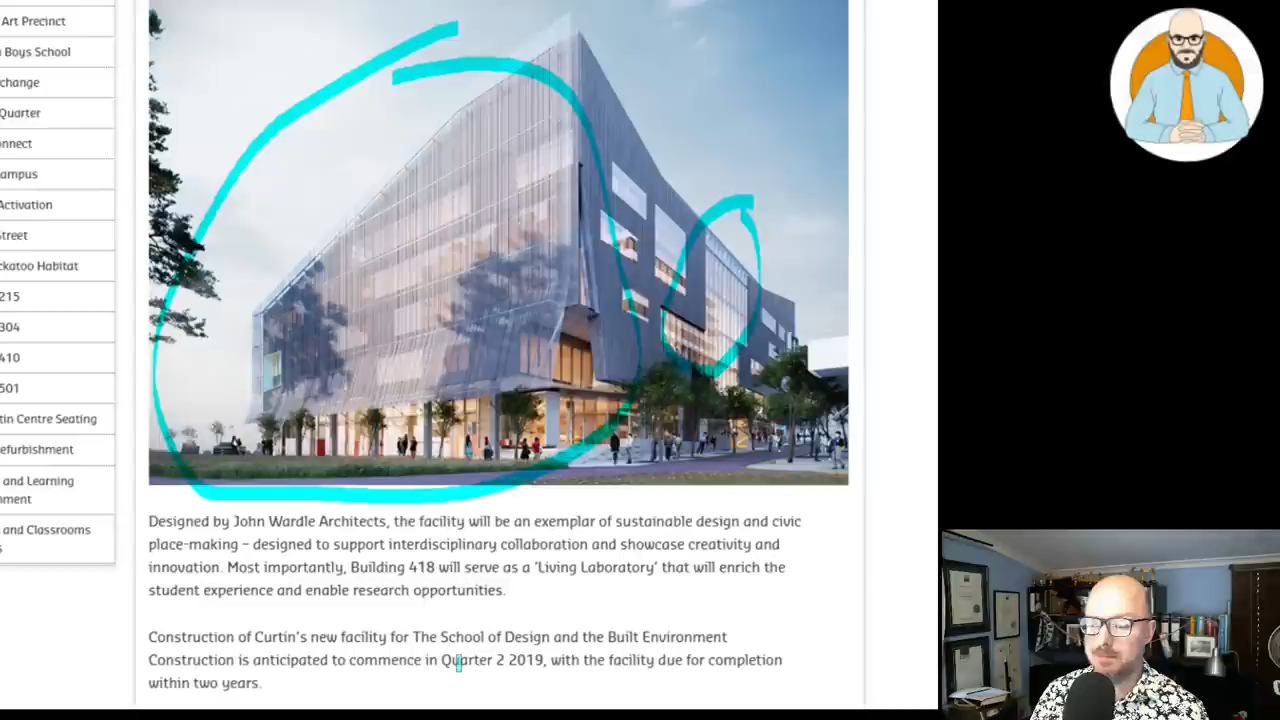 Art Precinct
Boys School
change
Quarter
nnect
ampus
Activation
Street
ckatoo Habitat
215
304
410
501
tin Centre Seating
efurbishment
and Learning
nment
and Classrooms
s
Designed by John Wardle Architects, the facility will be an exemplar of sustainable design and civic
place-making – designed to support interdisciplinary collaboration and showcase creativity and
innovation. Most importantly, Building 418 will serve as a ‘Living Laboratory’ that will enrich the
student experience and enable research opportunities.
Construction of Curtin’s new facility for The School of Design and the Built Environment
Construction is anticipated to commence in Quarter 2 2019, with the facility due for completion
within two years.